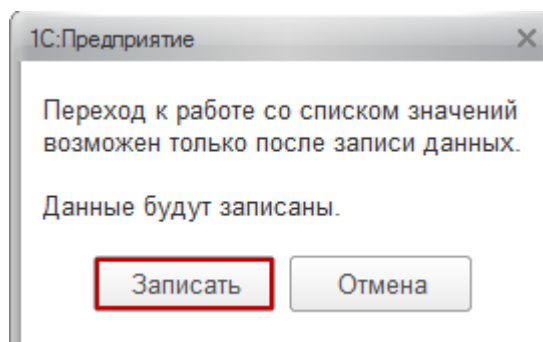 1С:Предприятие
Переход к работе со списком значений
возможен только после записи данных.
Данные будут записаны.
Записать
Отмена